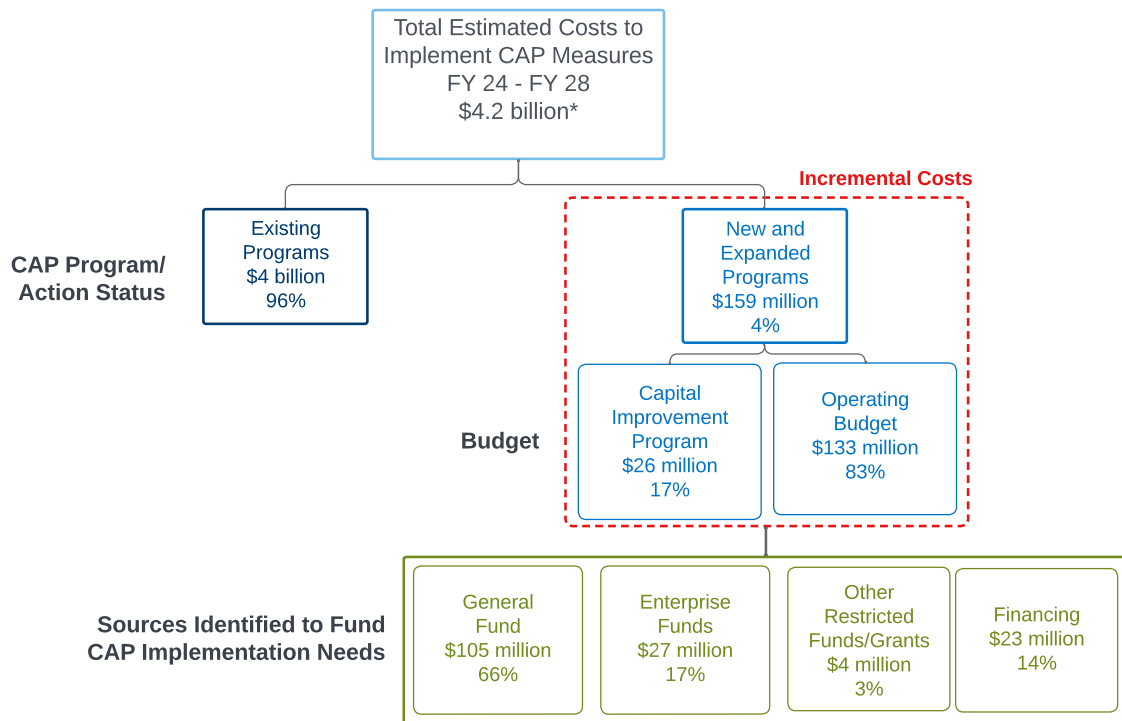 Total Estimated Costs to
Implement CAP Measures
FY 24 - FY 28
$4.2 billion*
Incremental Costs
CAP Program/
Action Status
Existing
Programs
$4 billion
96%
New and
Expanded
Programs
$159 million
4%
Budget
Capital
Improvement
Program
$26 million
17%
Operating
Budget
$133 million
83%
Sources Identified to Fund
CAP Implementation Needs
General
Fund
$105 million
66%
Enterprise
Funds
$27 million
17%
Other
Restricted
Funds/Grants
$4 million
3%
Financing
$23 million
14%